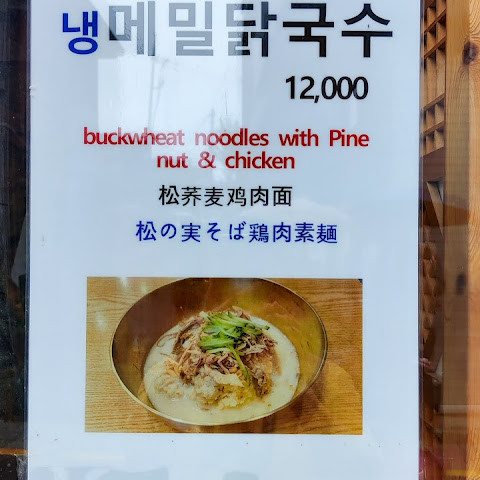 냉메밀닭국수
12,000
buckwheat noodles with Pine
nut & chicken
松荞麦鸡肉面
松の実そば鶏肉素麺